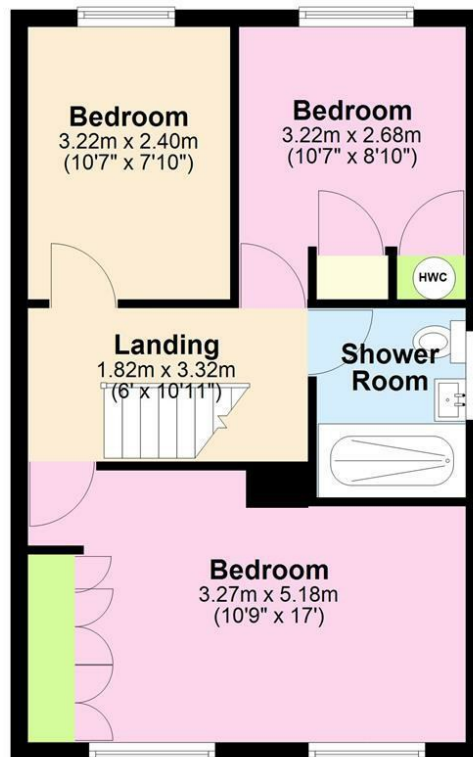 Bedroom
3.22m x 2.40m
(10'7" x 7'10")
Bedroom
3.22m x 2.68m
(10'7" x 8'10")
HWC
Landing
1.82m x 3.32m
(6' x 10'11")
Shower
Room
Bedroom
3.27m x 5.18m
(10'9" x 17')